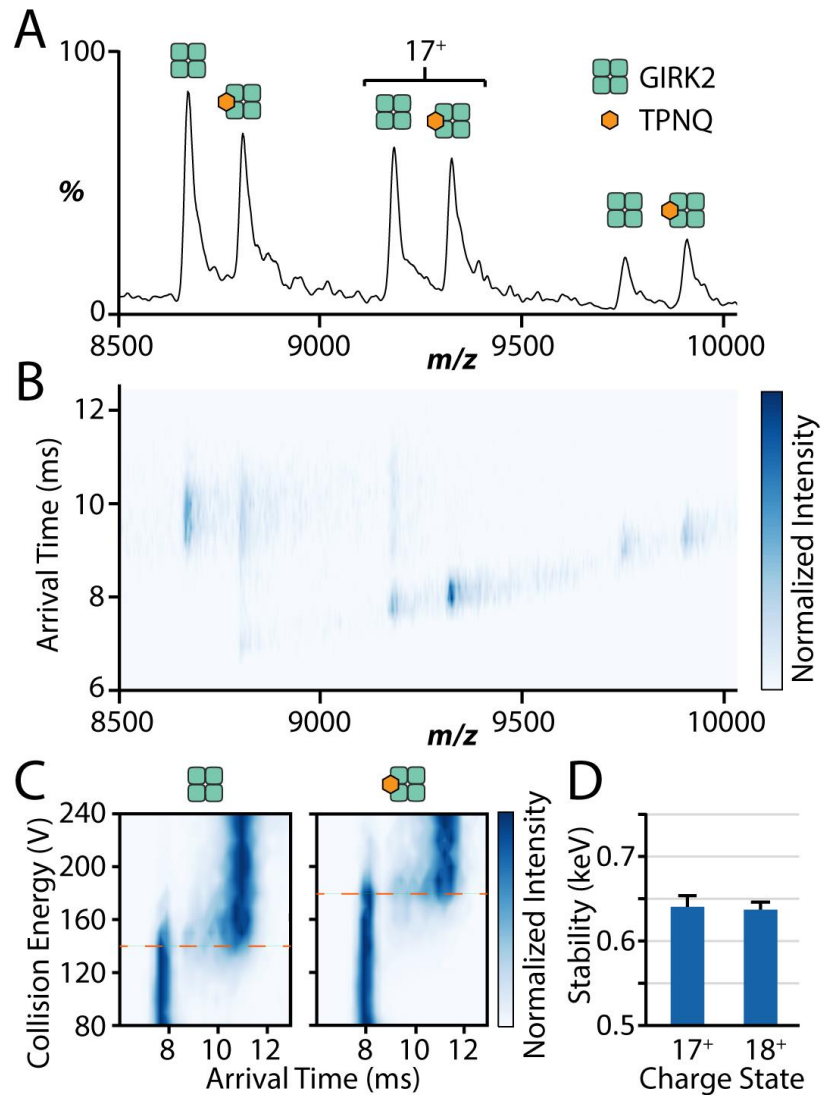 A
100
17+
GIRK2
TPNQ
%
0
8500
9000
9500
10000
m/z
B
12
10
8
6
Arrival Time (ms)
Normalized Intensity
8500
9000
9500
10000
m/z
C
240
200
160
120
80
Collision Energy (V)
8
10
12
8
10
12
Arrival Time (ms)
Normalized Intensity
D
0.7
0.6
0.5
Stability (keV)
17+
18+
Charge State